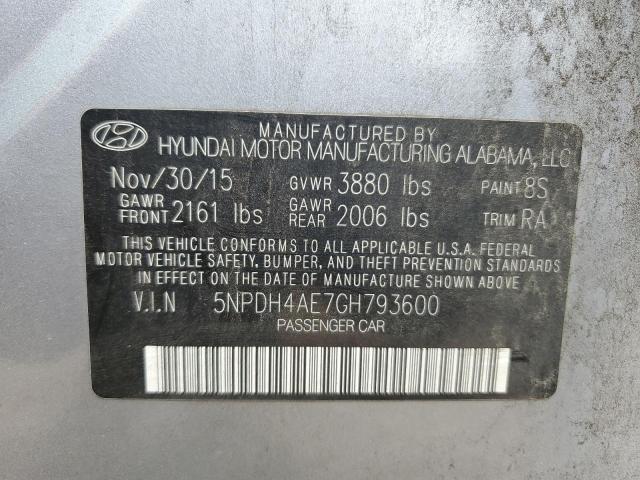 MANUFACTURED BY
HYUNDAI MOTOR MANUFACTURING ALABAMA, LLC
Nov/30/15 GVWR 3880 lbs PAINT 8S
GAWR FRONT 2161 lbs GAWR REAR 2006 lbs TRIM RA
THIS VEHICLE CONFORMS TO ALL APPLICABLE U.S.A. FEDERAL
MOTOR VEHICLE SAFETY, BUMPER, AND THEFT PREVENTION STANDARDS
IN EFFECT ON THE DATE OF MANUFACTURE SHOWN ABOVE.
V.I.N 5NPDH4AE7GH793600
PASSENGER CAR